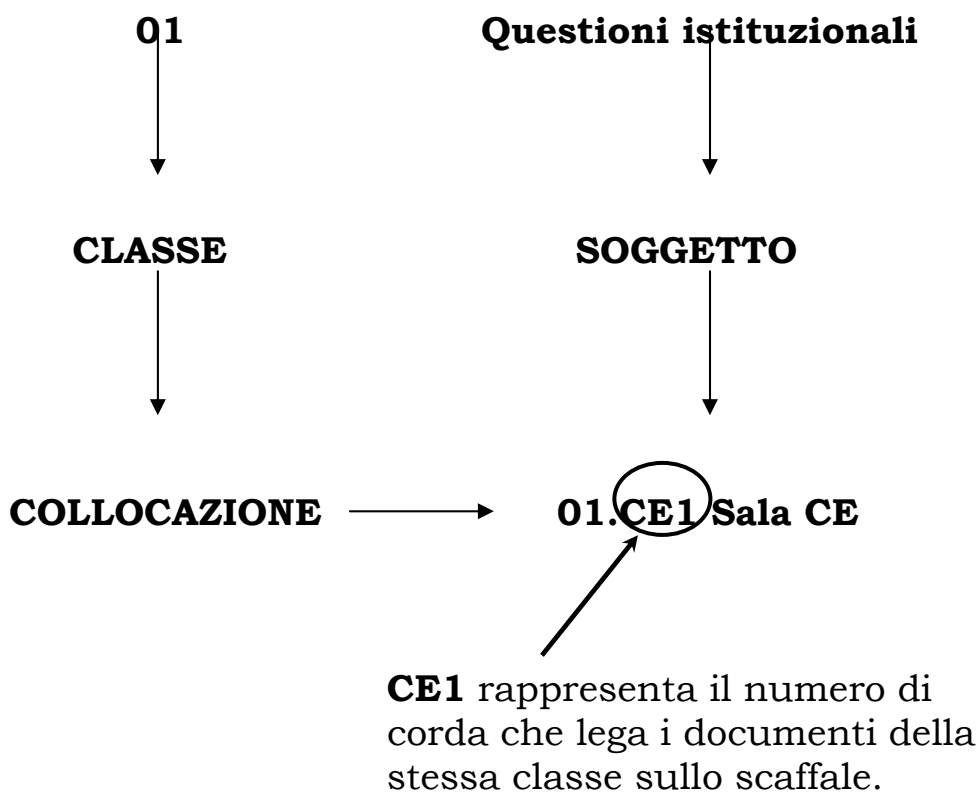 01 Questioni istituzionali
CLASSE SOGGETTO
COLLOCAZIONE 01.CE1 Sala CE
CE1 rappresenta il numero di
corda che lega i documenti della
stessa classe sullo scaffale.